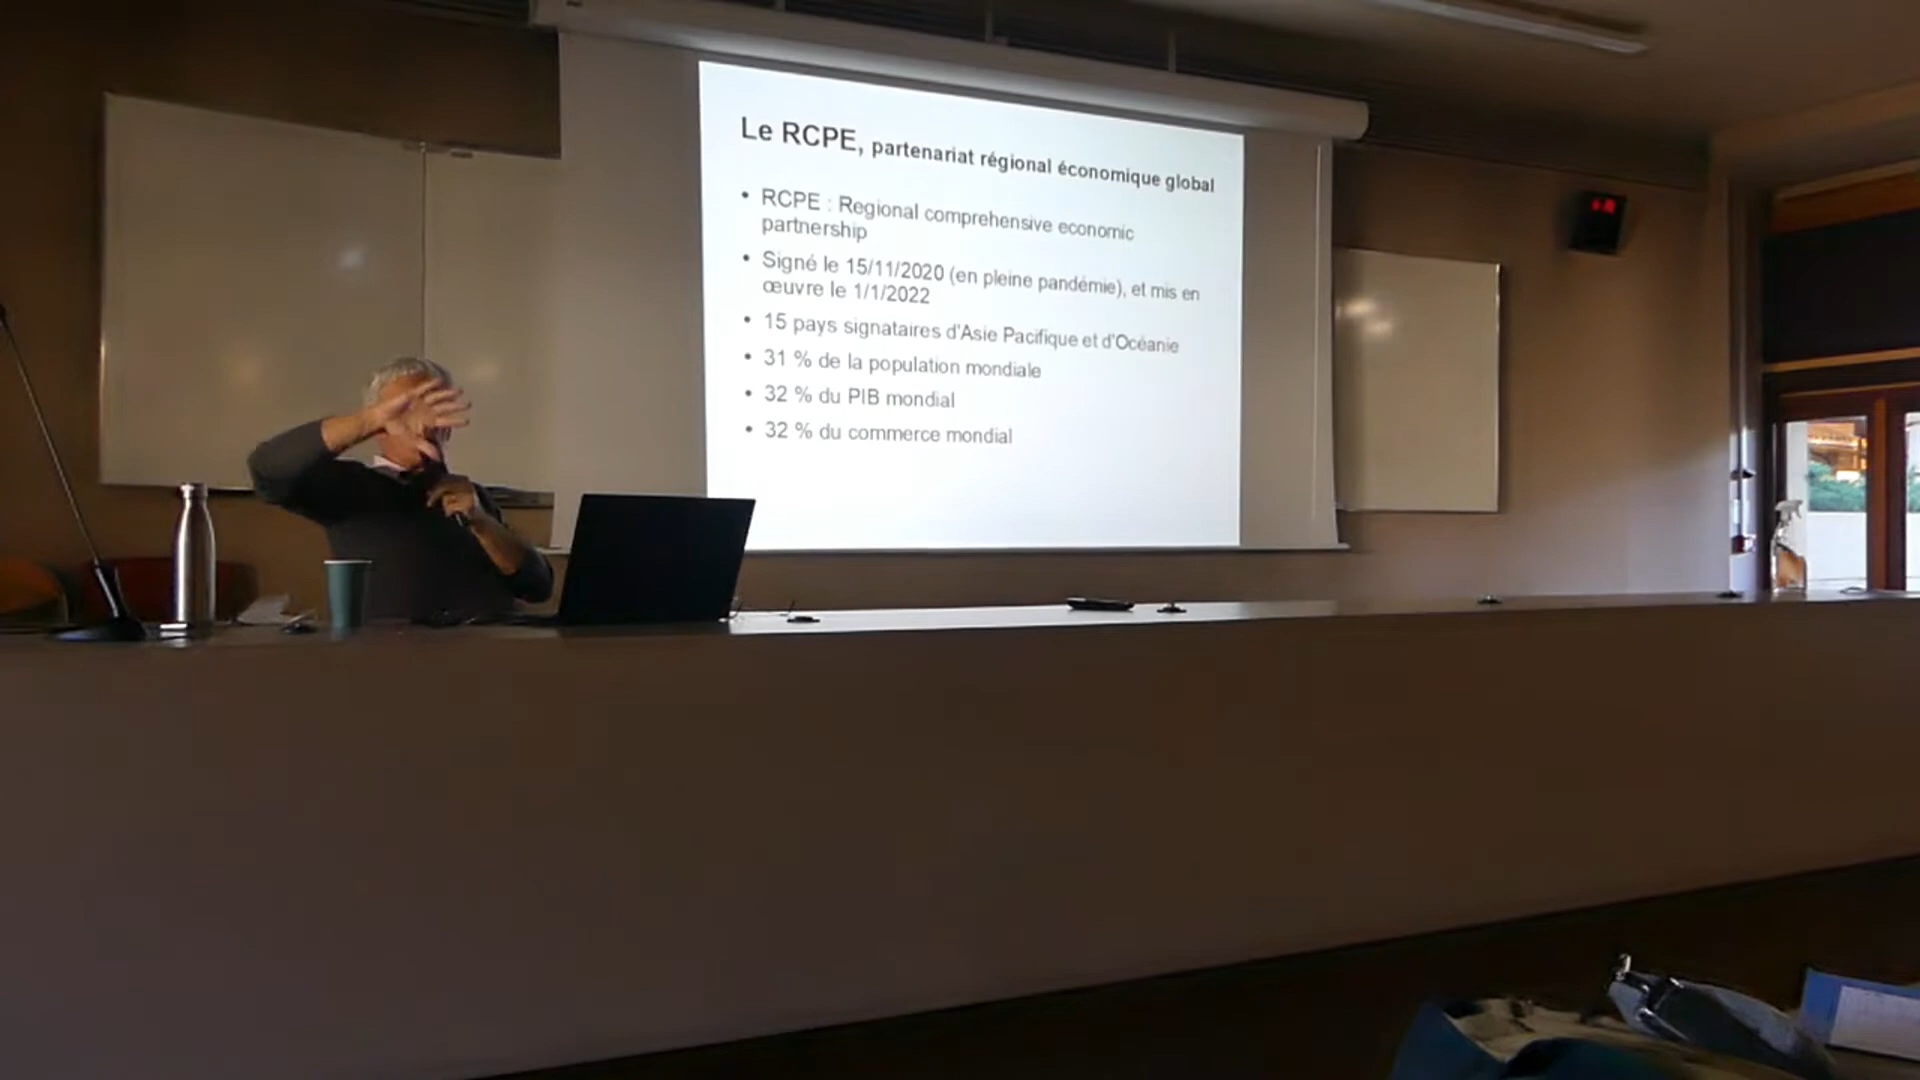 Le RCPE, partenariat régional économique global
• RCPE : Regional comprehensive economic
partnership
• Signé le 15/11/2020 (en pleine pandémie), et mis en
œuvre le 1/1/2022
• 15 pays signataires d'Asie Pacifique et d'Océanie
• 31 % de la population mondiale
• 32 % du PIB mondial
• 32 % du commerce mondial